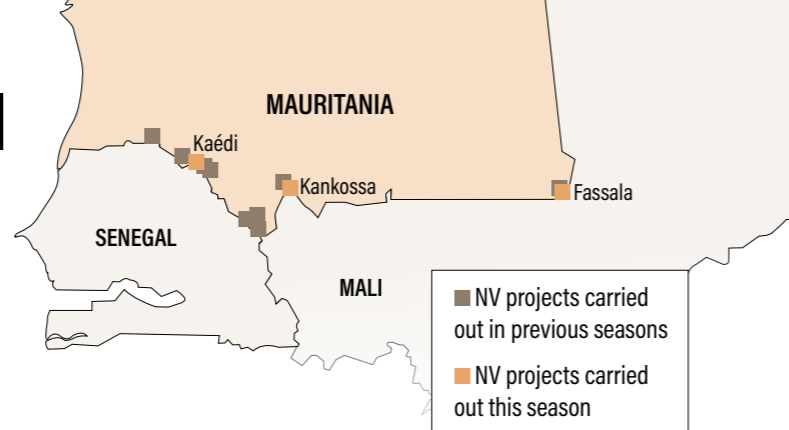 MAURITANIA
Kaédi
Kankossa
Fassala
SENEGAL
MALI
NV projects carried
out in previous seasons
NV projects carried
out this season